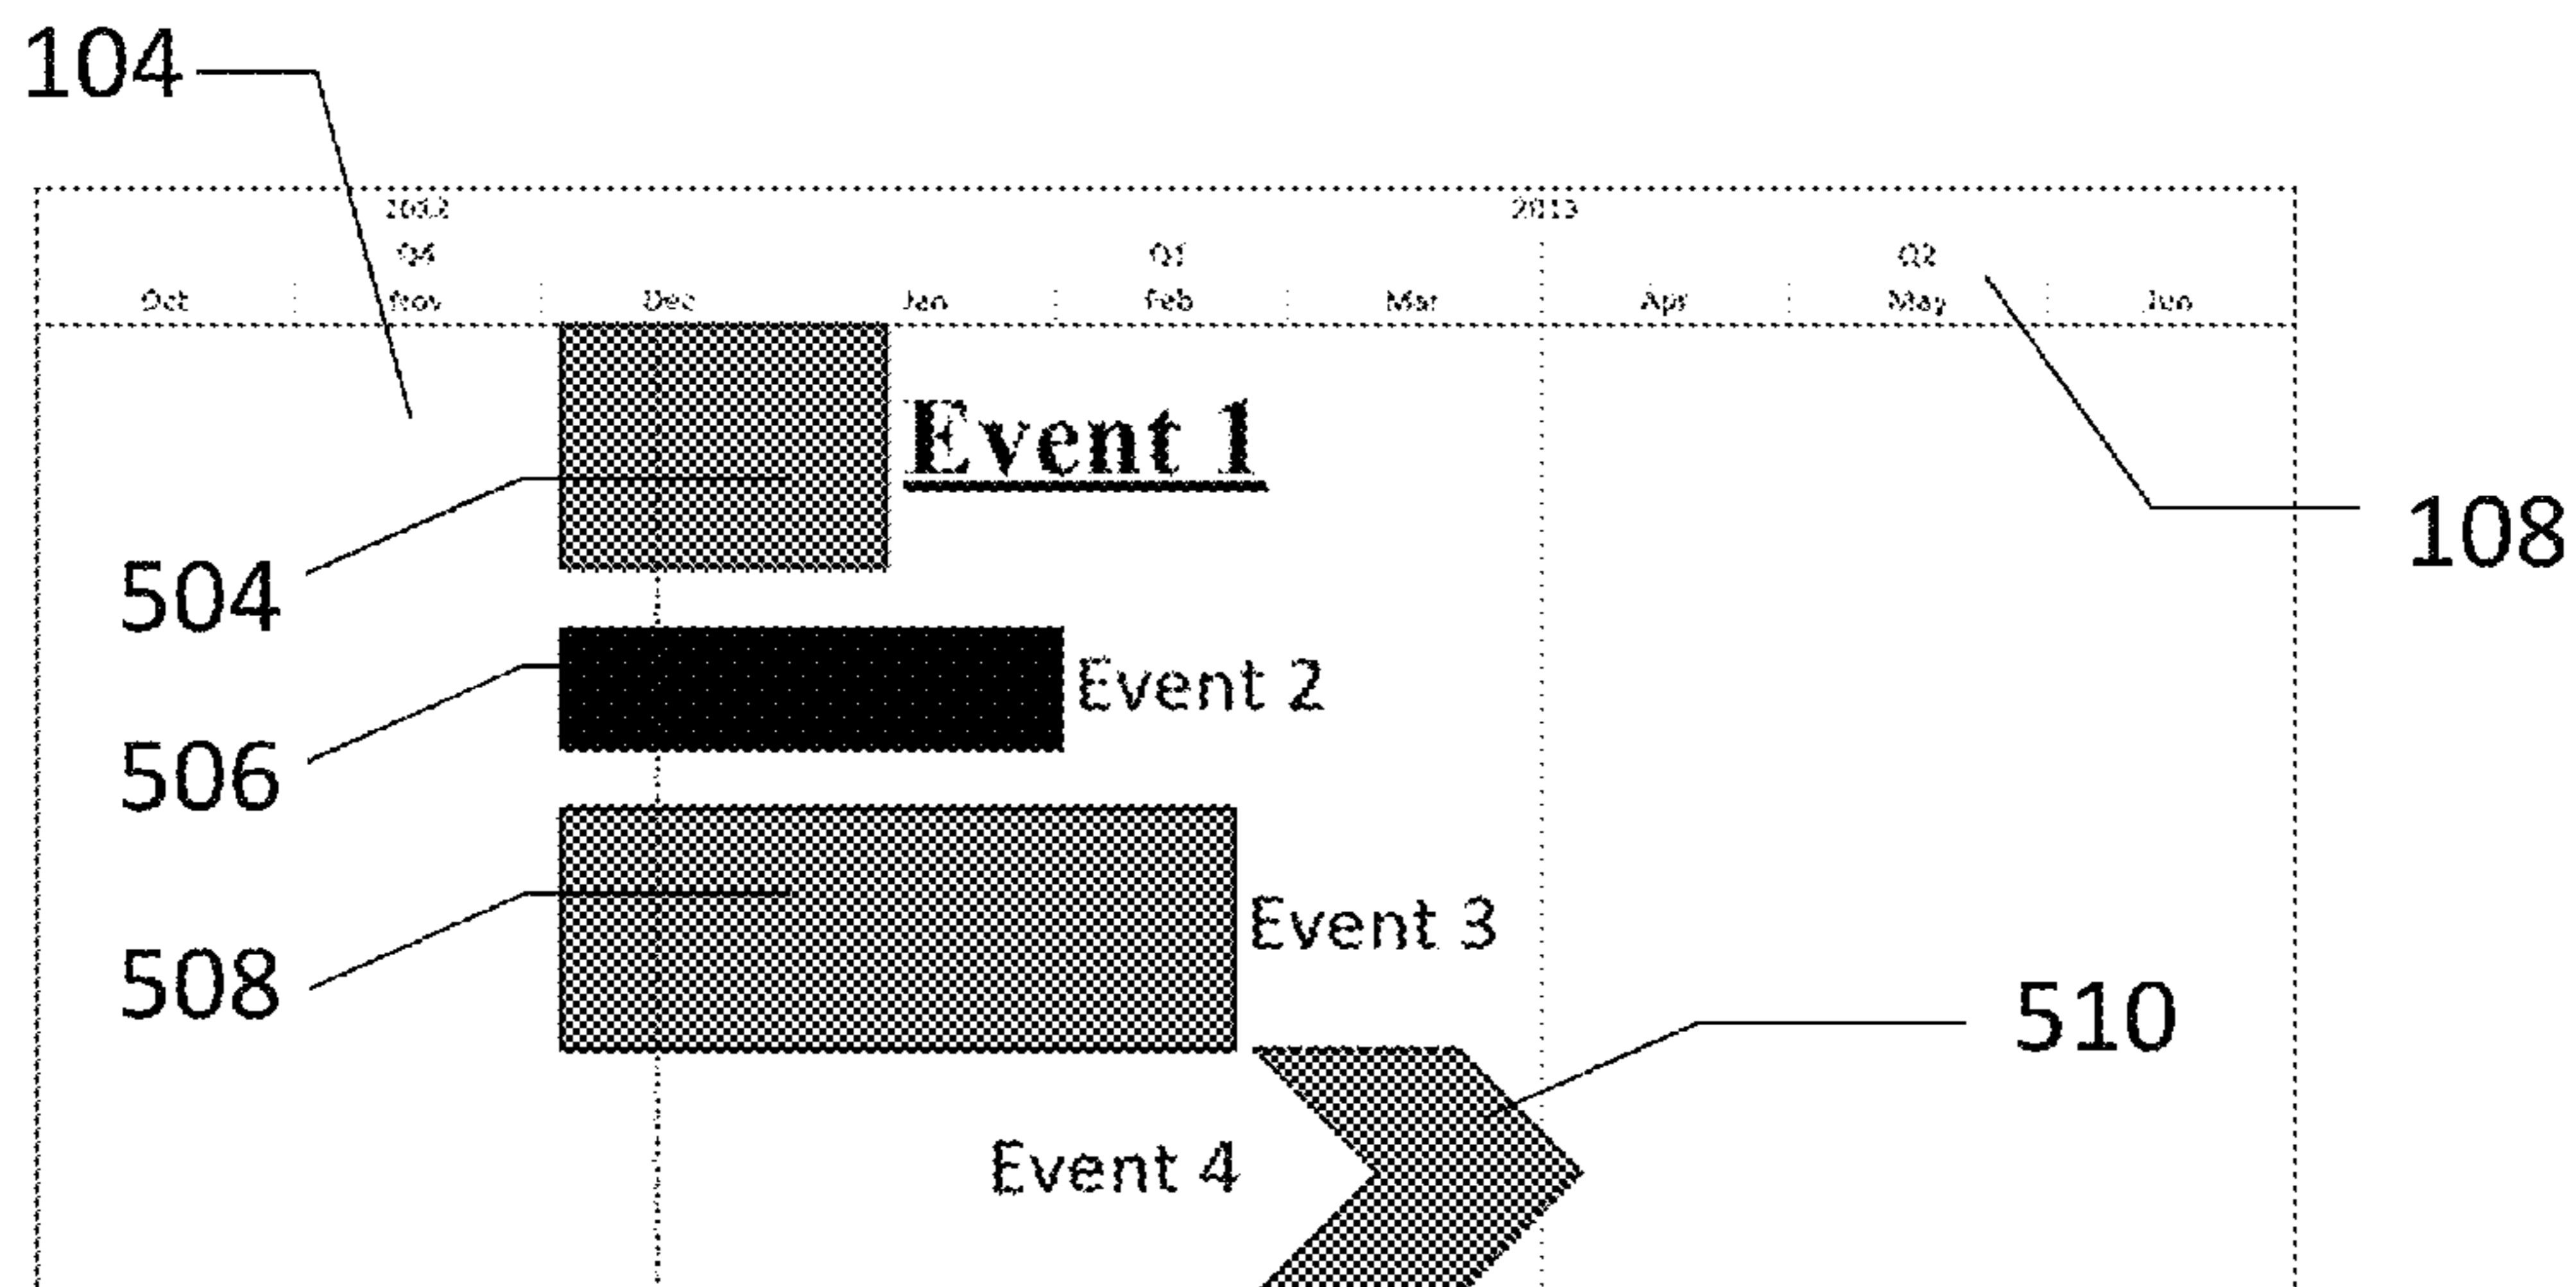 104
2012 2013
Q4 Q1 Q2
Oct Nov Dec Jan Feb Mar Apr May Jun
Event 1
108
504
Event 2
506
Event 3
508
510
Event 4